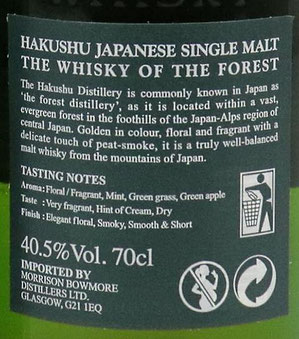 HAKUSHU JAPANESE SINGLE MALT
THE WHISKY OF THE FOREST
The Hakushu Distillery is commonly known in Japan as
'the forest distillery', as it is located within a vast,
evergreen forest in the foothills of the Japan-Alps region of
central Japan. Golden in colour, floral and fragrant with a
delicate touch of peat-smoke, it is a truly well-balanced
malt whisky from the mountains of Japan.
TASTING NOTES
Aroma: Floral / Fragrant, Mint, Green grass, Green apple
Taste : Very fragrant, Hint of Cream, Dry
Finish : Elegant floral, Smoky, Smooth & Short
40.5%Vol. 70cl
IMPORTED BY
MORRISON BOWMORE
DISTILLERS LTD.
GLASGOW, G21 1EQ